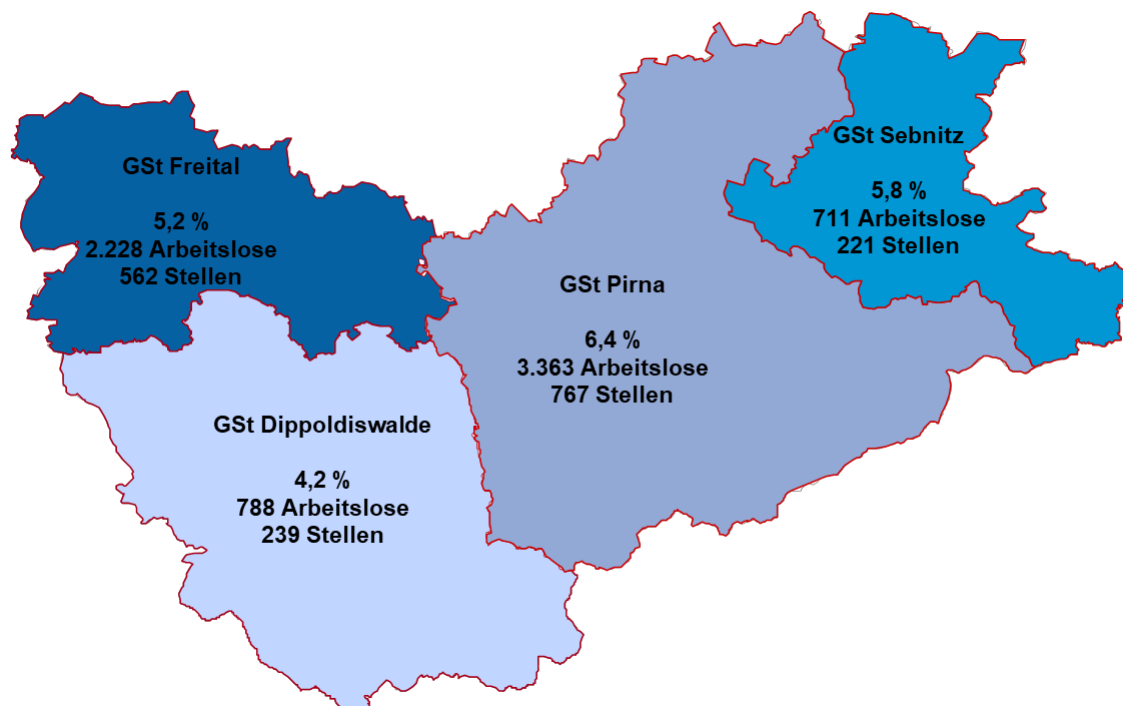 GSt Freital
5,2 %
2.228 Arbeitslose
562 Stellen
GSt Sebnitz
5,8 %
711 Arbeitslose
221 Stellen
GSt Pirna
6,4 %
3.363 Arbeitslose
767 Stellen
GSt Dippoldiswalde
4,2 %
788 Arbeitslose
239 Stellen